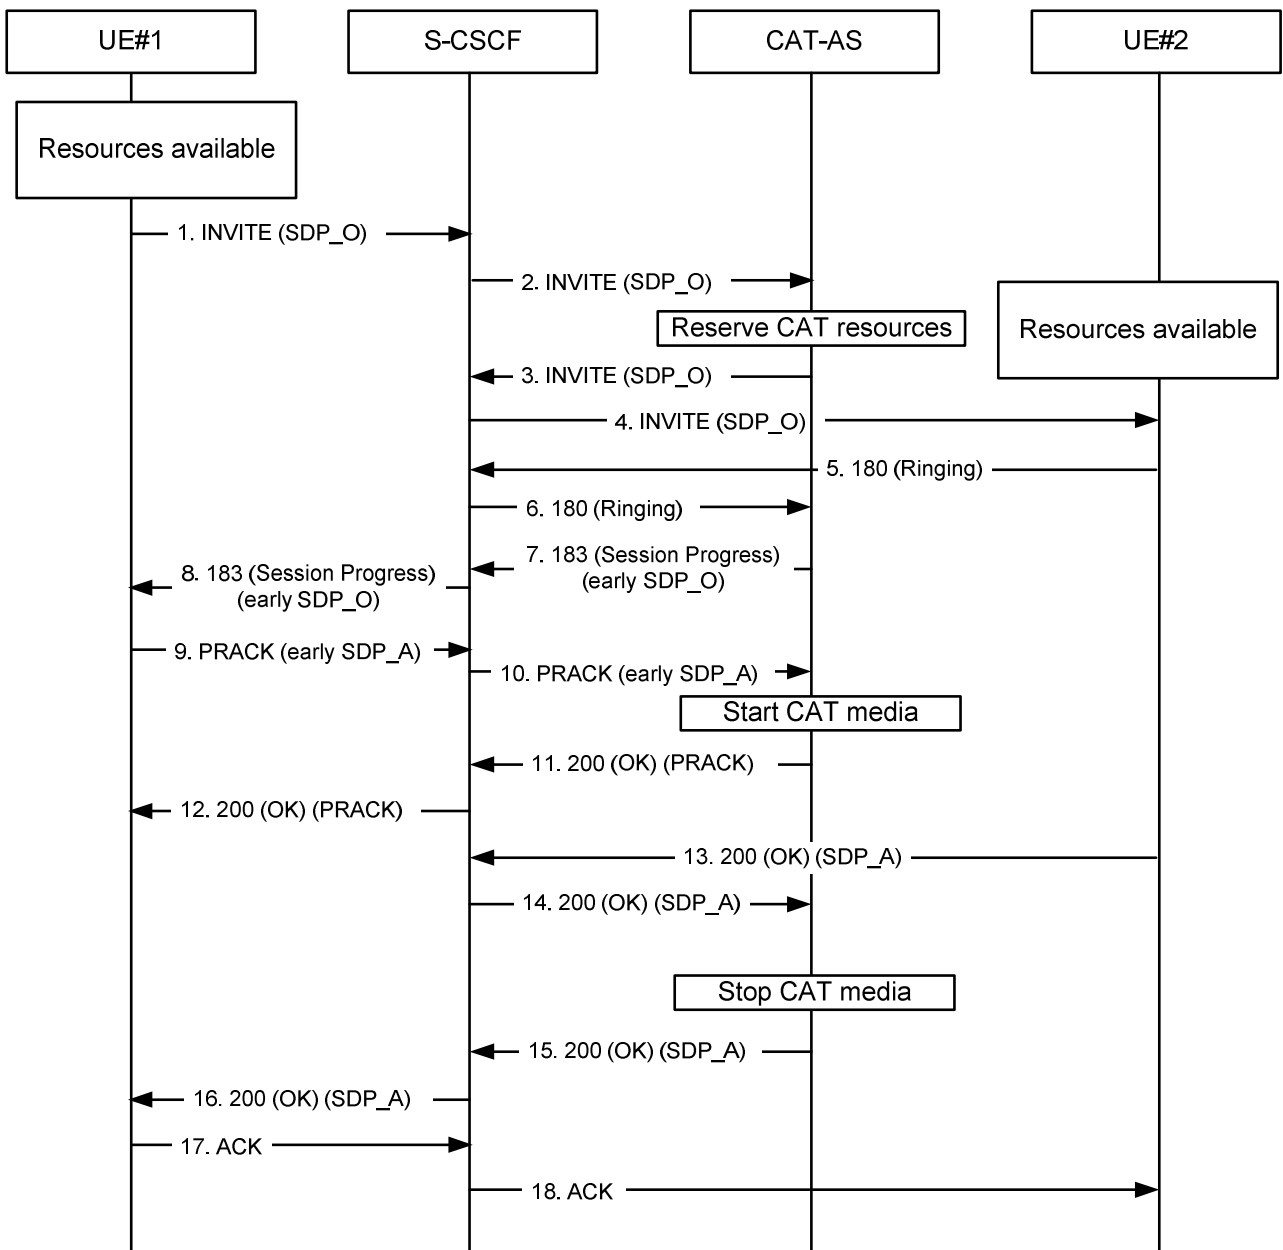 UE#1
S-CSCF
CAT-AS
UE#2
Resources available
1. INVITE (SDP_O)
2. INVITE (SDP_O)
Reserve CAT resources
Resources available
3. INVITE (SDP_O)
4. INVITE (SDP_O)
5. 180 (Ringing)
6. 180 (Ringing)
7. 183 (Session Progress)
(early SDP_O)
8. 183 (Session Progress)
(early SDP_O)
9. PRACK (early SDP_A)
10. PRACK (early SDP_A)
Start CAT media
11. 200 (OK) (PRACK)
12. 200 (OK) (PRACK)
13. 200 (OK) (SDP_A)
14. 200 (OK) (SDP_A)
Stop CAT media
15. 200 (OK) (SDP_A)
16. 200 (OK) (SDP_A)
17. ACK
18. ACK